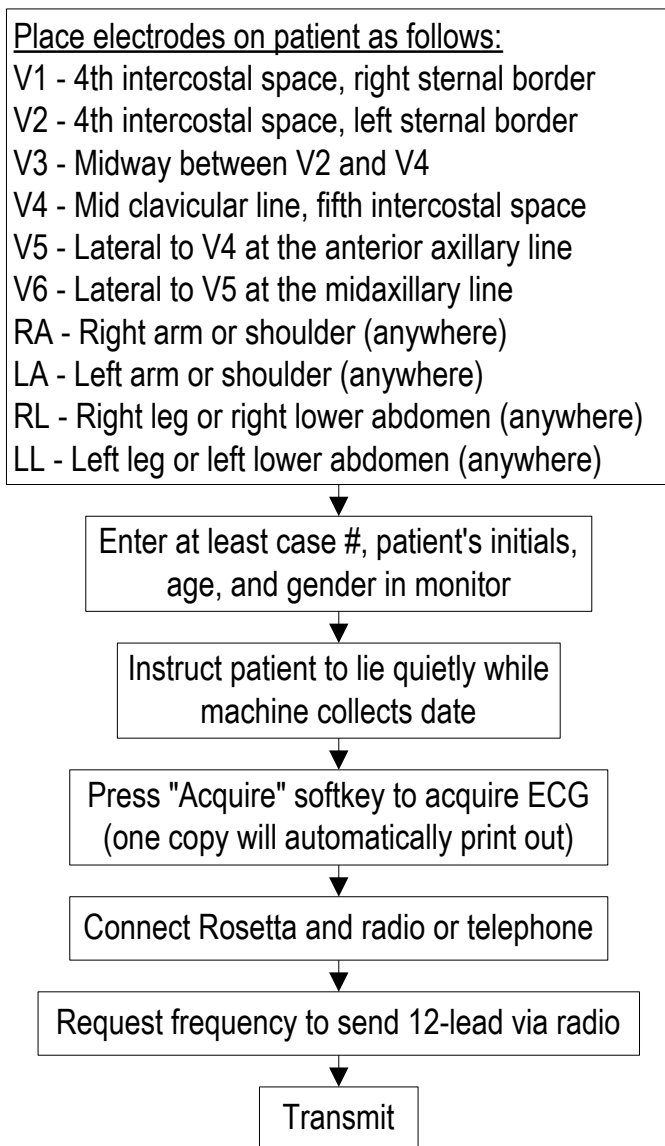 Place electrodes on patient as follows:
V1 - 4th intercostal space, right sternal border
V2 - 4th intercostal space, left sternal border
V3 - Midway between V2 and V4
V4 - Mid clavicular line, fifth intercostal space
V5 - Lateral to V4 at the anterior axillary line
V6 - Lateral to V5 at the midaxillary line
RA - Right arm or shoulder (anywhere)
LA - Left arm or shoulder (anywhere)
RL - Right leg or right lower abdomen (anywhere)
LL - Left leg or left lower abdomen (anywhere)
Enter at least case #, patient's initials,
age, and gender in monitor
Instruct patient to lie quietly while
machine collects date
Press "Acquire" softkey to acquire ECG
(one copy will automatically print out)
Connect Rosetta and radio or telephone
Request frequency to send 12-lead via radio
Transmit